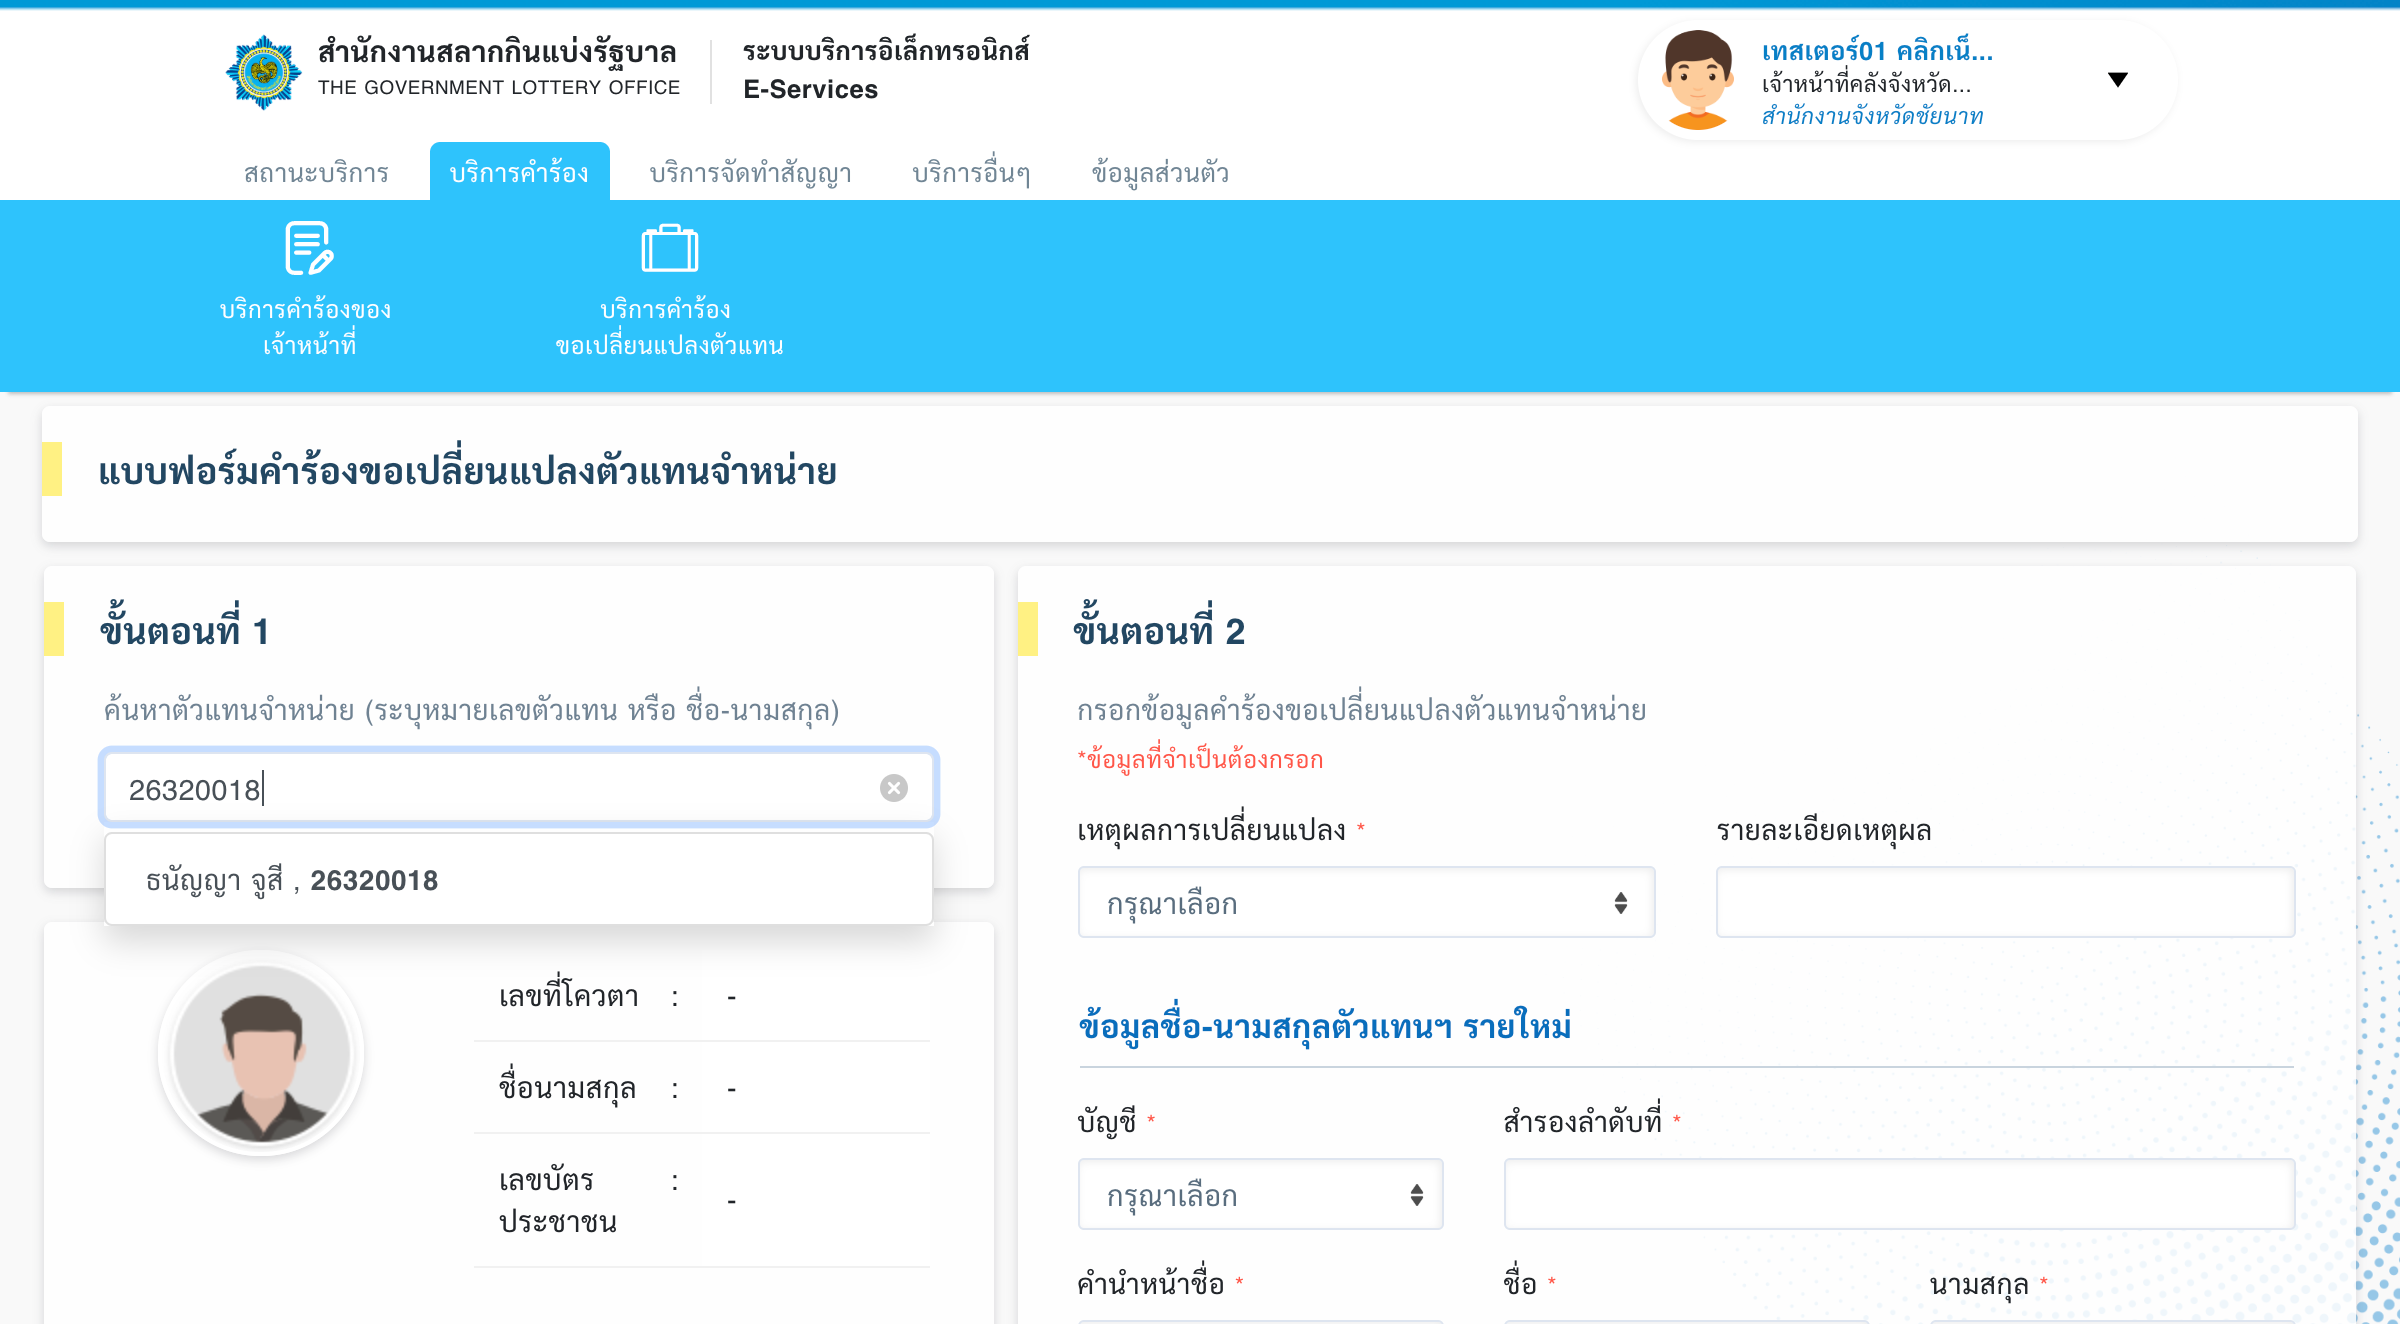 สำนักงานสลากกินแบ่งรัฐบาล
THE GOVERNMENT LOTTERY OFFICE
ระบบบริการอิเล็กทรอนิกส์
E-Services
เทสเตอร์01 คลิกเน็...
เจ้าหน้าที่คลังจังหวัด...
สำนักงานจังหวัดชัยนาท
สถานะบริการ
บริการคำร้อง
บริการจัดทำสัญญา
บริการอื่นๆ
ข้อมูลส่วนตัว
บริการคำร้องของ
เจ้าหน้าที่
บริการคำร้อง
ขอเปลี่ยนแปลงตัวแทน
แบบฟอร์มคำร้องขอเปลี่ยนแปลงตัวแทนจำหน่าย
ขั้นตอนที่ 1
ค้นหาตัวแทนจำหน่าย (ระบุหมายเลขตัวแทน หรือ ชื่อ-นามสกุล)
26320018
ธนัญญา จูสี , 26320018
เลขที่โควตา : -
ชื่อนามสกุล : -
เลขบัตร : -
ประชาชน
ขั้นตอนที่ 2
กรอกข้อมูลคำร้องขอเปลี่ยนแปลงตัวแทนจำหน่าย
*ข้อมูลที่จำเป็นต้องกรอก
เหตุผลการเปลี่ยนแปลง *
รายละเอียดเหตุผล
กรุณาเลือก
ข้อมูลชื่อ-นามสกุลตัวแทนฯ รายใหม่
บัญชี *
สำรองลำดับที่ *
กรุณาเลือก
คำนำหน้าชื่อ *
ชื่อ *
นามสกุล *